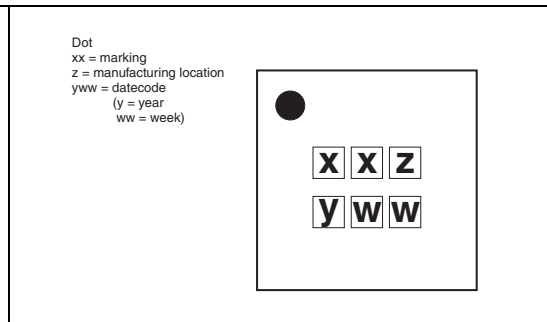 Dot
xx = marking
z = manufacturing location
yww = datecode
(y = year
ww = week)
x x z
y w w